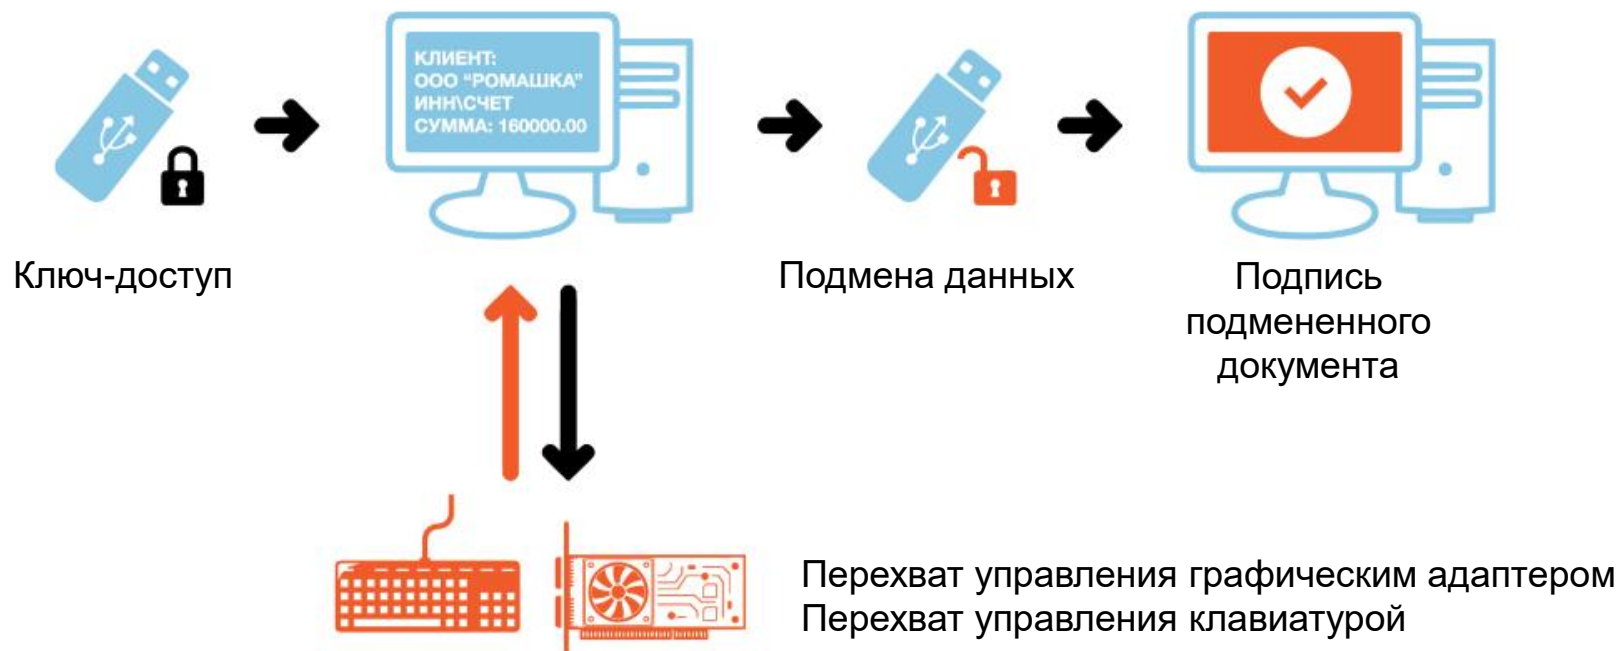 КЛИЕНТ:
ООО "РОМАШКА"
ИНН\СЧЕТ
СУММА: 160000.00
Ключ-доступ
Подмена данных
Подпись
подмененного
документа
Перехват управления графическим адаптером
Перехват управления клавиатурой